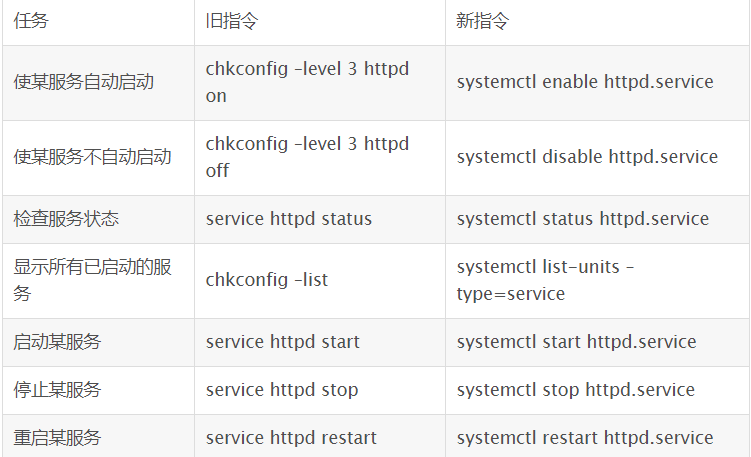 任务 旧指令 新指令
使某服务自动启动 chkconfig –level 3 httpd on systemctl enable httpd.service
使某服务不自动启动 chkconfig –level 3 httpd off systemctl disable httpd.service
检查服务状态 service httpd status systemctl status httpd.service
显示所有已启动的服务 chkconfig –list systemctl list-units –type=service
启动某服务 service httpd start systemctl start httpd.service
停止某服务 service httpd stop systemctl stop httpd.service
重启某服务 service httpd restart systemctl restart httpd.service